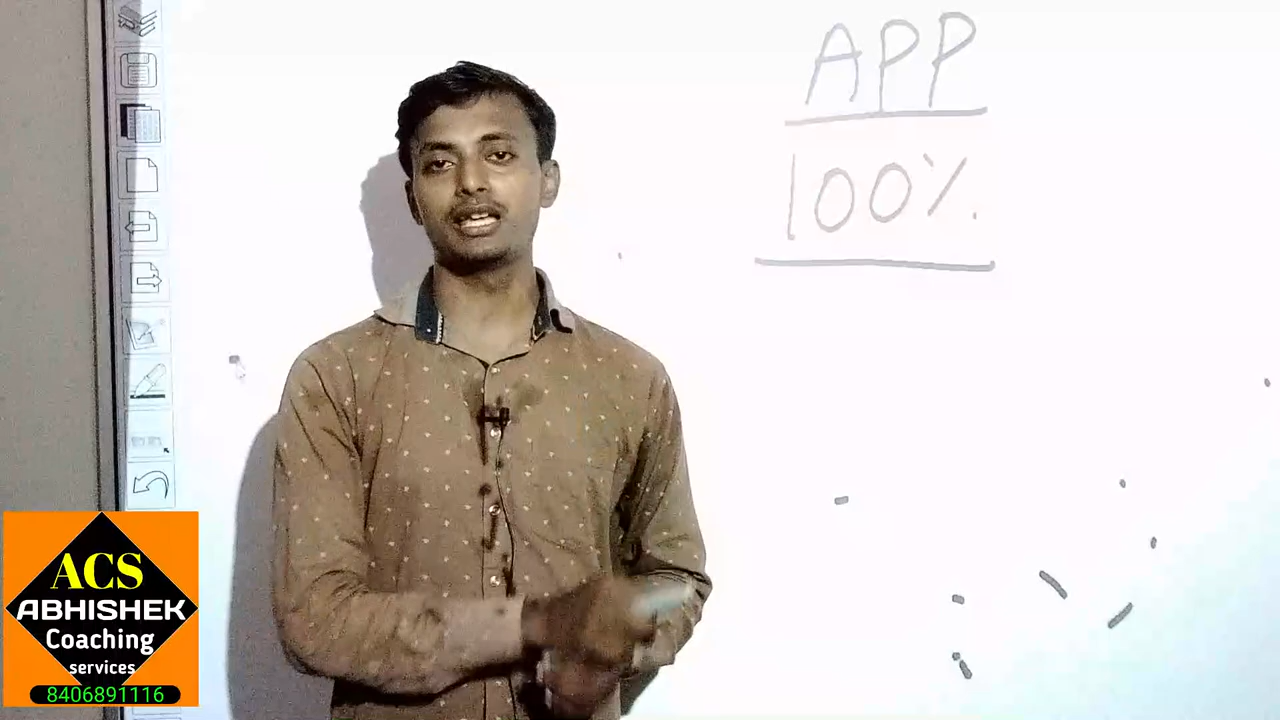 APP
100%.
ACS
ABHISHEK
Coaching
services
8406891116